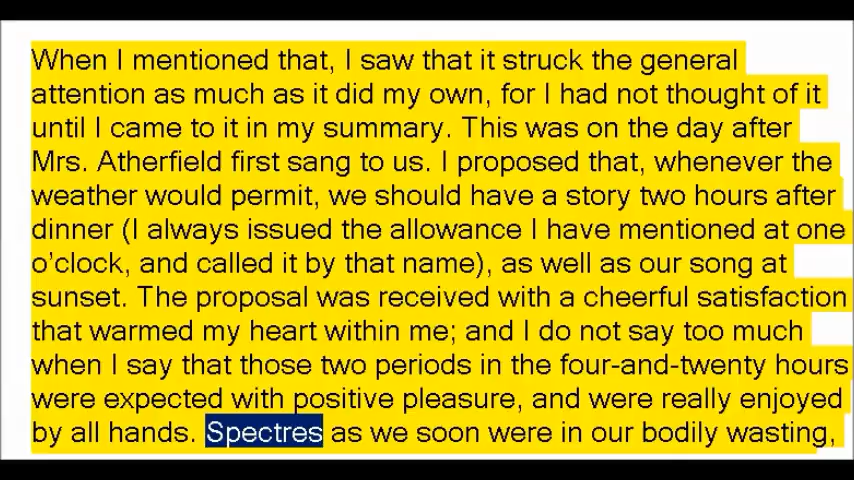 When I mentioned that, I saw that it struck the general
attention as much as it did my own, for I had not thought of it
until I came to it in my summary. This was on the day after
Mrs. Atherfield first sang to us. I proposed that, whenever the
weather would permit, we should have a story two hours after
dinner (I always issued the allowance I have mentioned at one
o’clock, and called it by that name), as well as our song at
sunset. The proposal was received with a cheerful satisfaction
that warmed my heart within me; and I do not say too much
when I say that those two periods in the four-and-twenty hours
were expected with positive pleasure, and were really enjoyed
by all hands. Spectres as we soon were in our bodily wasting,